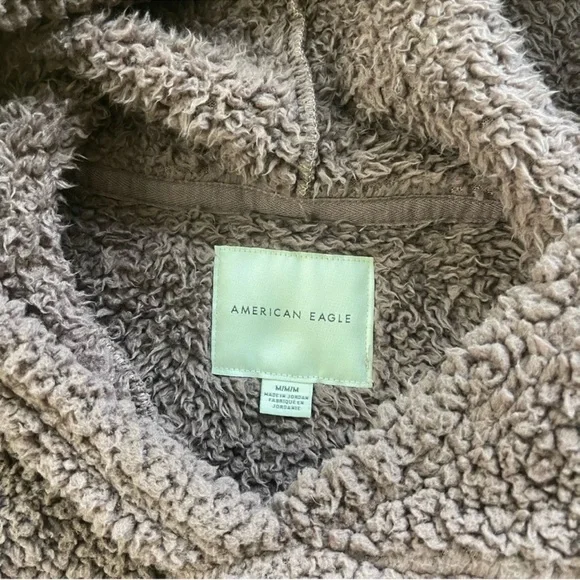 AMERICAN EAGLE
M/M/M
MADE IN JORDAN
FABRIQUÉ EN
JORDANIE